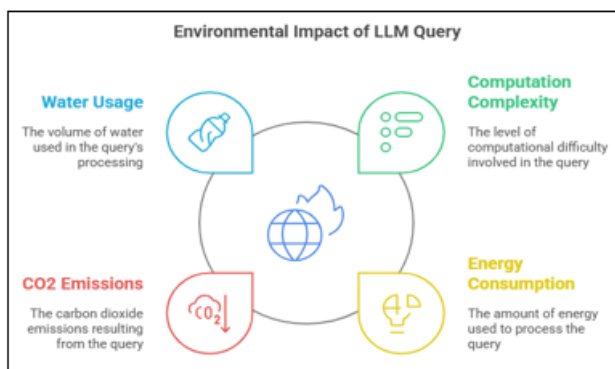 Environmental Impact of LLM Query
Water Usage
The volume of water
used in the query's
processing
Computation
Complexity
The level of
computational difficulty
involved in the query
CO2 Emissions
The carbon dioxide
emissions resulting
from the query
CO₂
Energy
Consumption
The amount of energy
used to process the
query